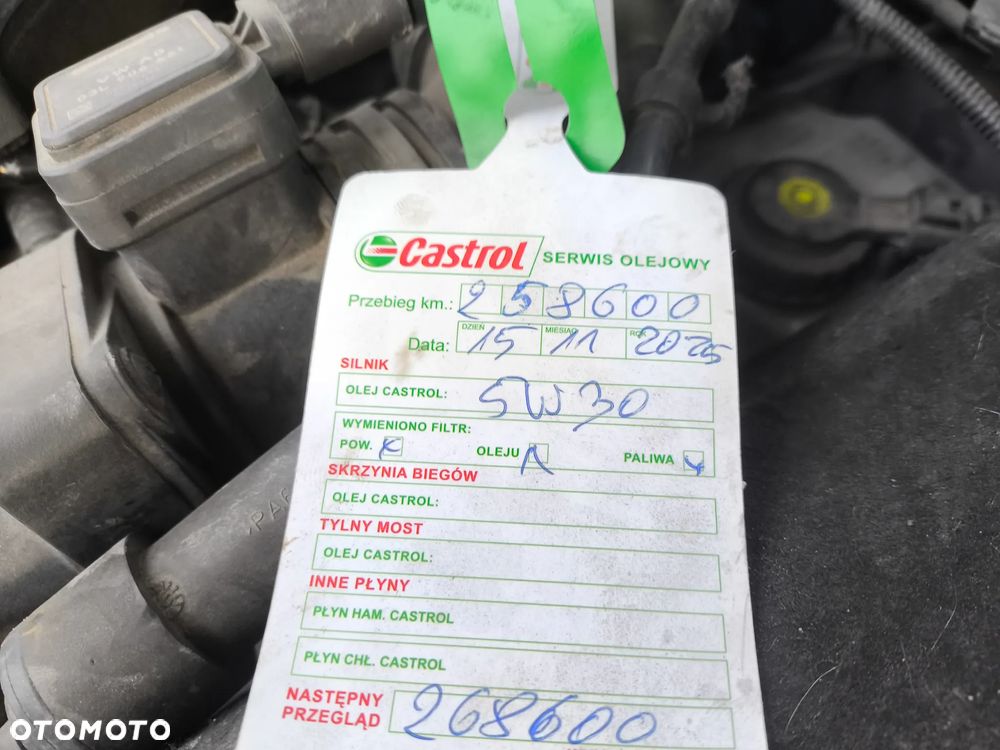 Castrol SERWIS OLEJOWY
Przebieg km.: 258600
Data: DZIEŃ 15 MIESIĄC 11 ROK 2025
SILNIK
OLEJ CASTROL: 5W30
WYMIENIONO FILTR:
POW. OLEJU PALIWA
SKRZYNIA BIEGÓW
OLEJ CASTROL:
TYLNY MOST
OLEJ CASTROL:
INNE PŁYNY
PŁYN HAM. CASTROL
PŁYN CHŁ. CASTROL
NASTĘPNY
PRZEGLĄD 268600
OTOMOTO